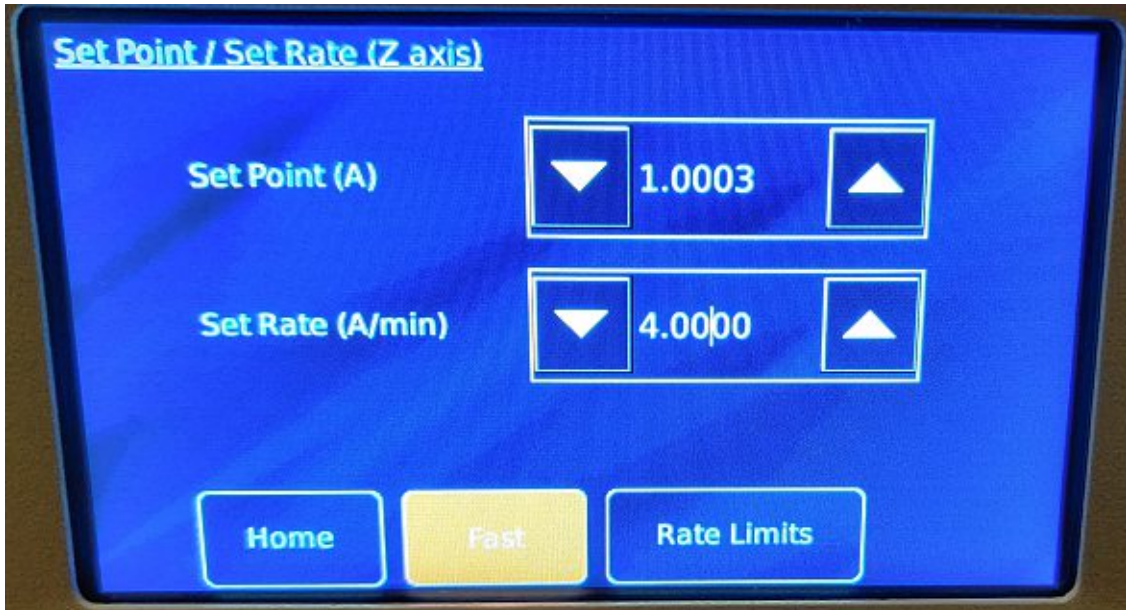 Set Point / Set Rate (Z axis)
Set Point (A) 1.0003
Set Rate (A/min) 4.0000
Home Fast Rate Limits